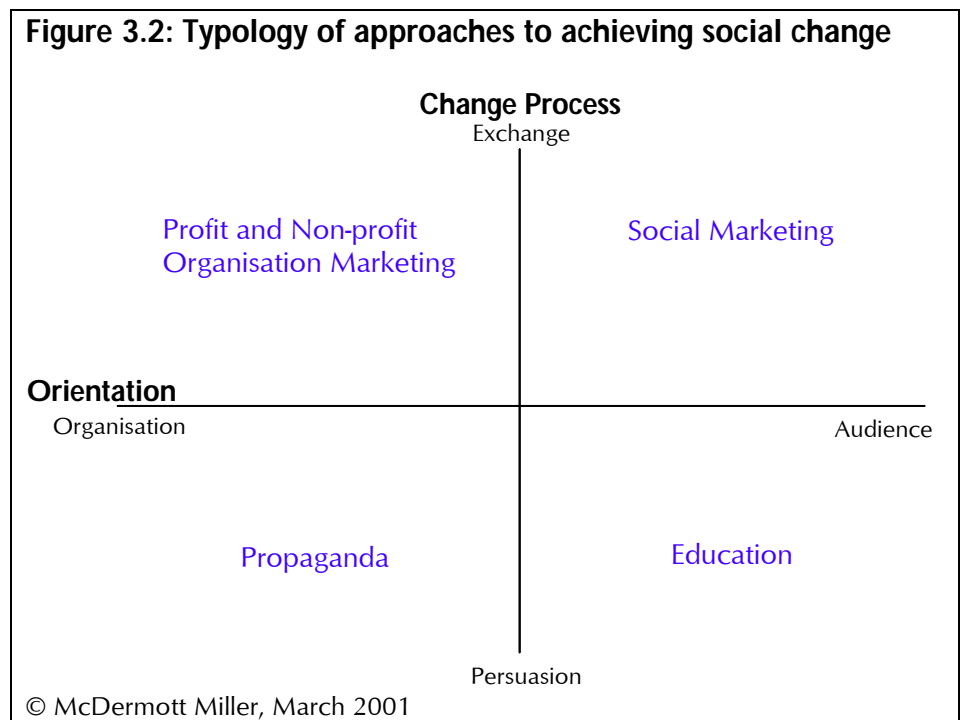 Figure 3.2: Typology of approaches to achieving social change
Change Process
Exchange
Profit and Non-profit
Organisation Marketing
Social Marketing
Orientation
Organisation
Audience
Propaganda
Education
Persuasion
© McDermott Miller, March 2001